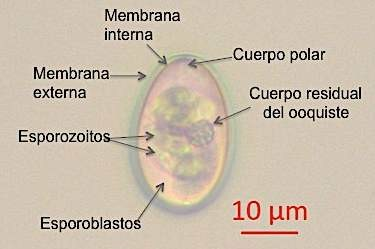 Membrana
interna
Cuerpo polar
Membrana
externa
Cuerpo residual
del ooquiste
Esporozoitos
Esporoblastos
10 µm